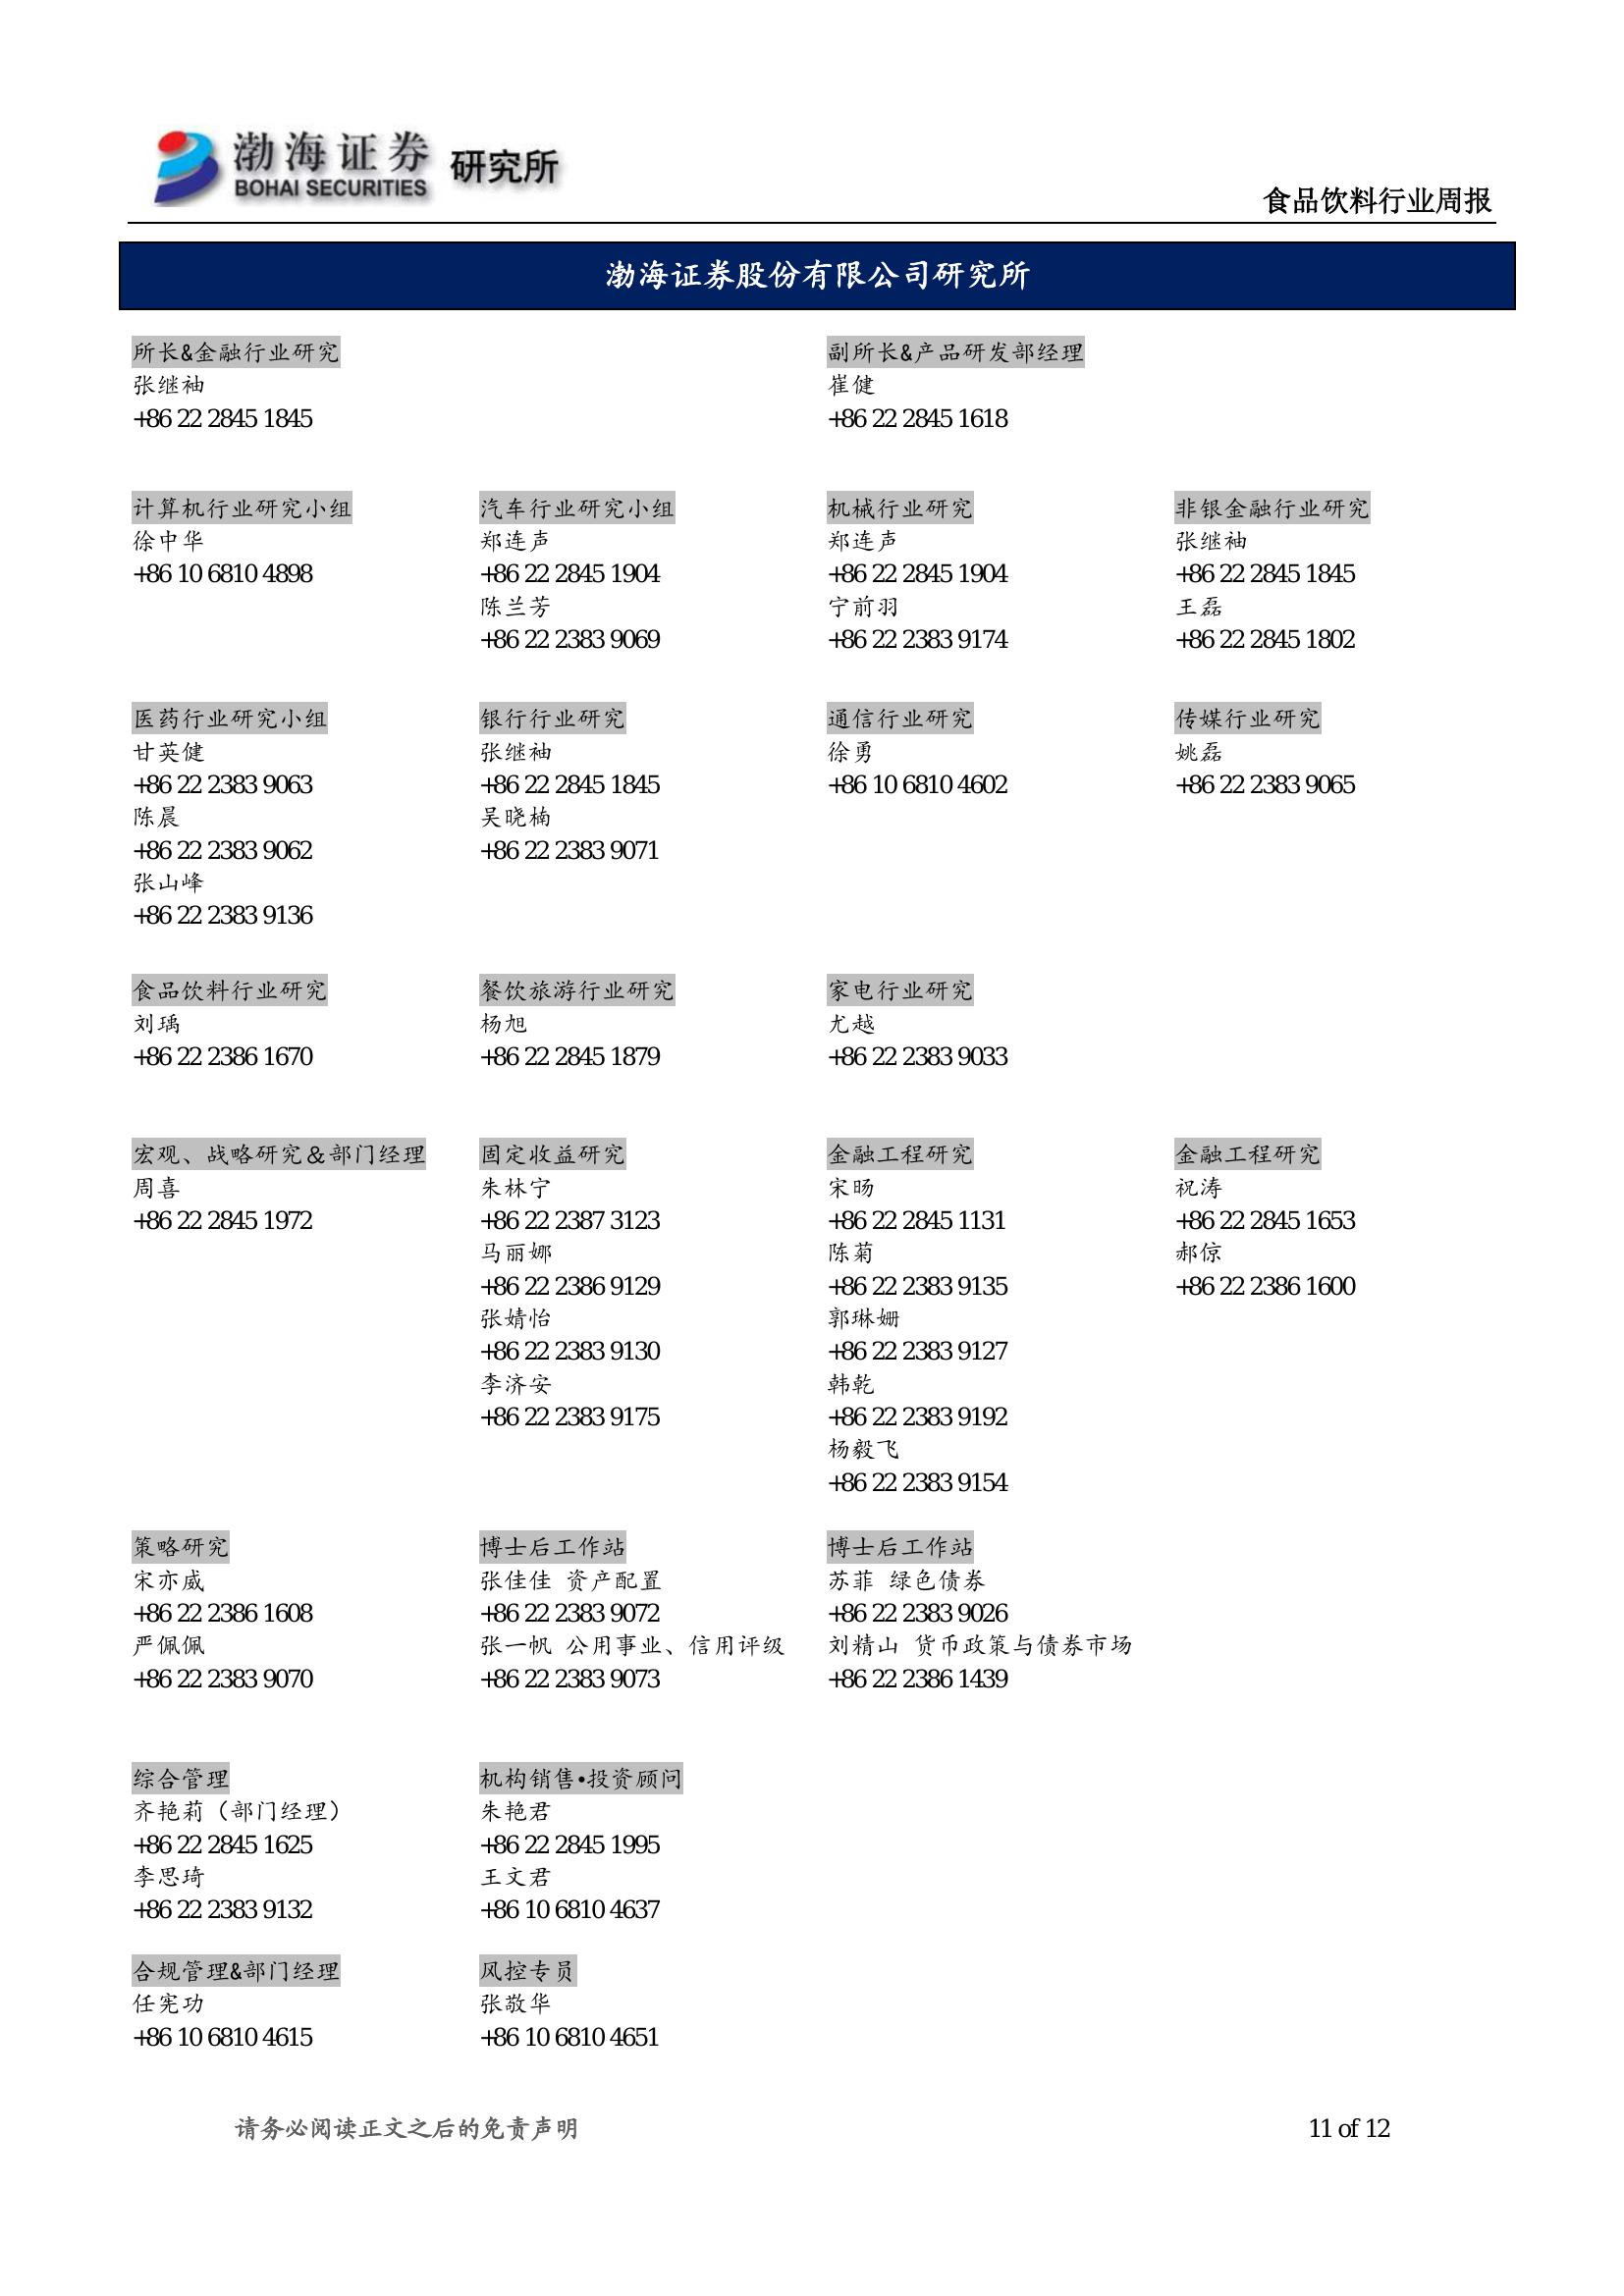 渤海证券 研究所
BOHAI SECURITIES
食品饮料行业周报
渤海证券股份有限公司研究所
所长&金融行业研究
张继袖
+86 22 2845 1845
副所长&产品研发部经理
崔健
+86 22 2845 1618
计算机行业研究小组
徐中华
+86 10 6810 4898
汽车行业研究小组
郑连声
+86 22 2845 1904
陈兰芳
+86 22 2383 9069
机械行业研究
郑连声
+86 22 2845 1904
宁前羽
+86 22 2383 9174
非银金融行业研究
张继袖
+86 22 2845 1845
王磊
+86 22 2845 1802
医药行业研究小组
甘英健
+86 22 2383 9063
陈晨
+86 22 2383 9062
张山峰
+86 22 2383 9136
银行行业研究
张继袖
+86 22 2845 1845
吴晓楠
+86 22 2383 9071
通信行业研究
徐勇
+86 10 6810 4602
传媒行业研究
姚磊
+86 22 2383 9065
食品饮料行业研究
刘瑀
+86 22 2386 1670
餐饮旅游行业研究
杨旭
+86 22 2845 1879
家电行业研究
尤越
+86 22 2383 9033
宏观、战略研究＆部门经理
周喜
+86 22 2845 1972
固定收益研究
朱林宁
+86 22 2387 3123
马丽娜
+86 22 2386 9129
张婧怡
+86 22 2383 9130
李济安
+86 22 2383 9175
金融工程研究
宋旸
+86 22 2845 1131
陈菊
+86 22 2383 9135
郭琳姗
+86 22 2383 9127
韩乾
+86 22 2383 9192
杨毅飞
+86 22 2383 9154
金融工程研究
祝涛
+86 22 2845 1653
郝倞
+86 22 2386 1600
策略研究
宋亦威
+86 22 2386 1608
严佩佩
+86 22 2383 9070
博士后工作站
张佳佳 资产配置
+86 22 2383 9072
张一帆 公用事业、信用评级
+86 22 2383 9073
博士后工作站
苏菲 绿色债券
+86 22 2383 9026
刘精山 货币政策与债券市场
+86 22 2386 1439
综合管理
齐艳莉（部门经理）
+86 22 2845 1625
李思琦
+86 22 2383 9132
机构销售•投资顾问
朱艳君
+86 22 2845 1995
王文君
+86 10 6810 4637
合规管理&部门经理
任宪功
+86 10 6810 4615
风控专员
张敬华
+86 10 6810 4651
请务必阅读正文之后的免责声明
11 of 12